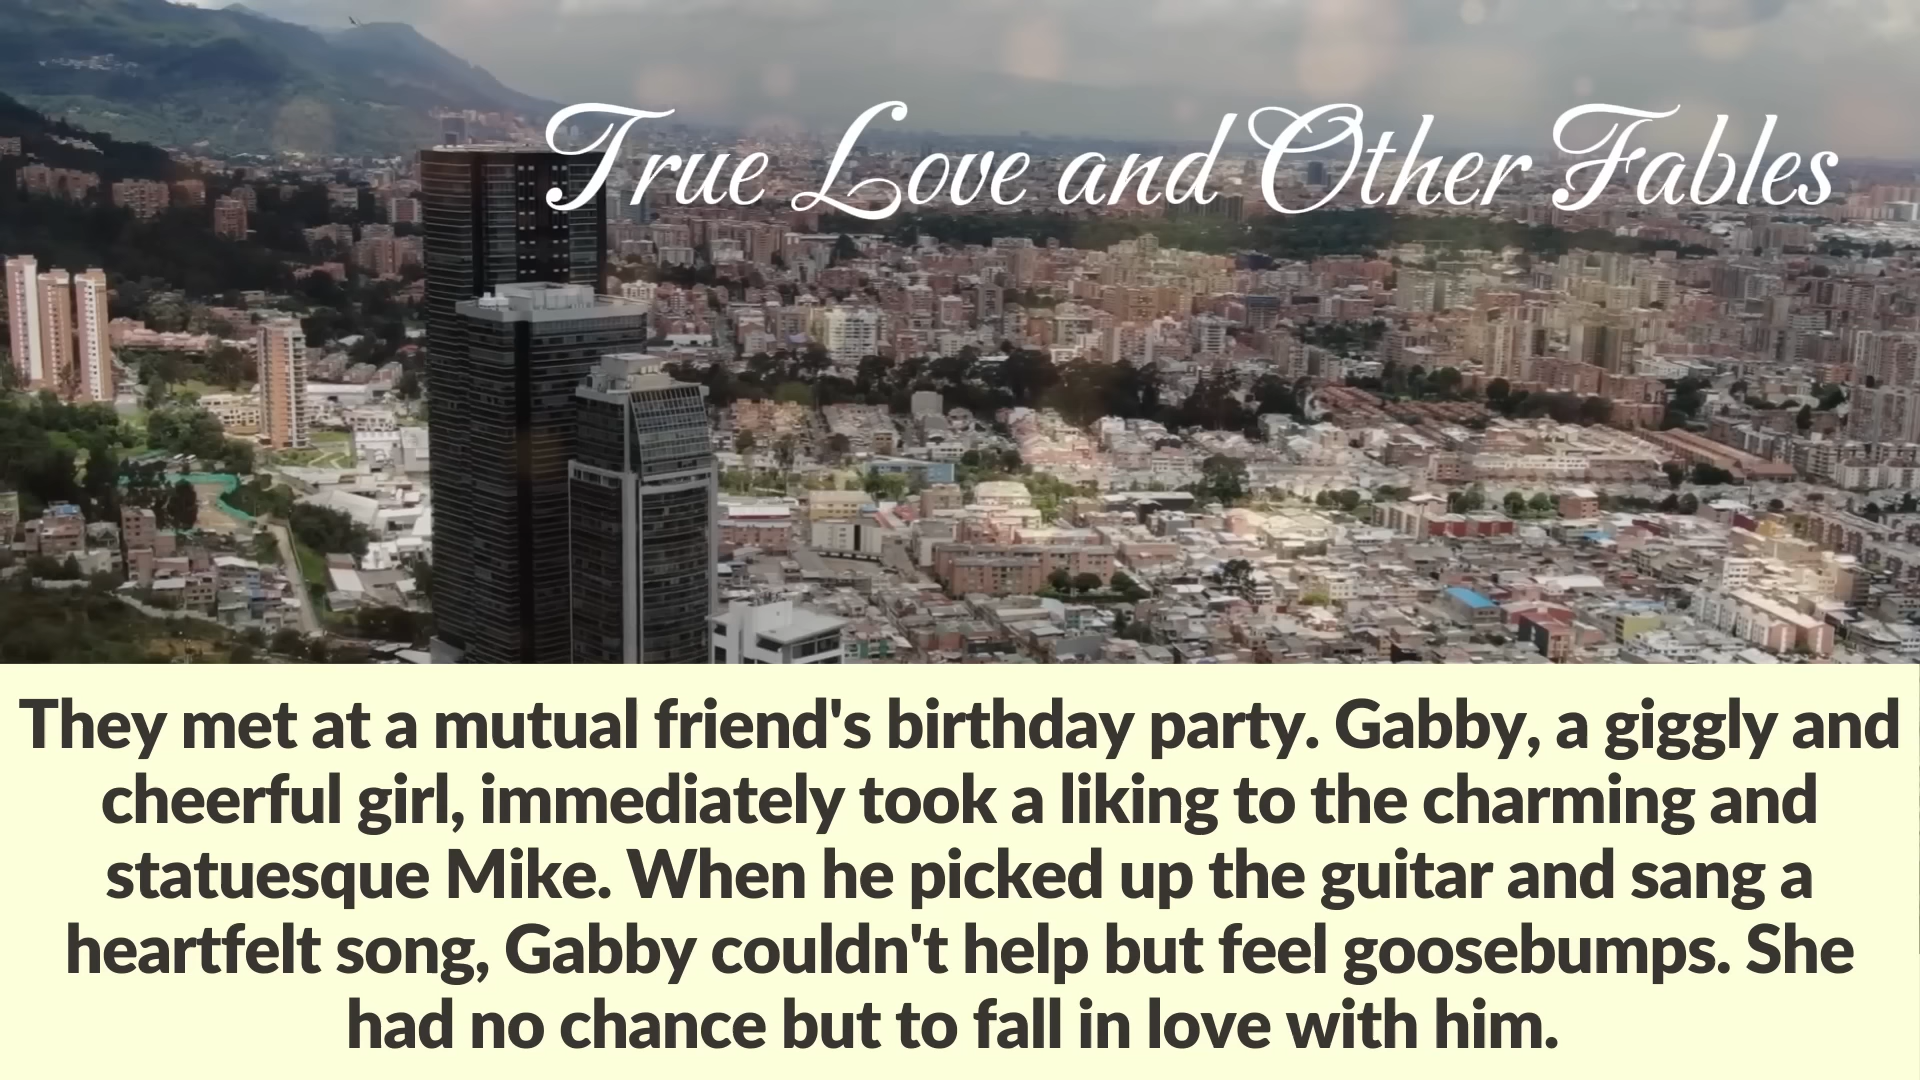 True Love and Other Fables
They met at a mutual friend's birthday party. Gabby, a giggly and
cheerful girl, immediately took a liking to the charming and
statuesque Mike. When he picked up the guitar and sang a
heartfelt song, Gabby couldn't help but feel goosebumps. She
had no chance but to fall in love with him.